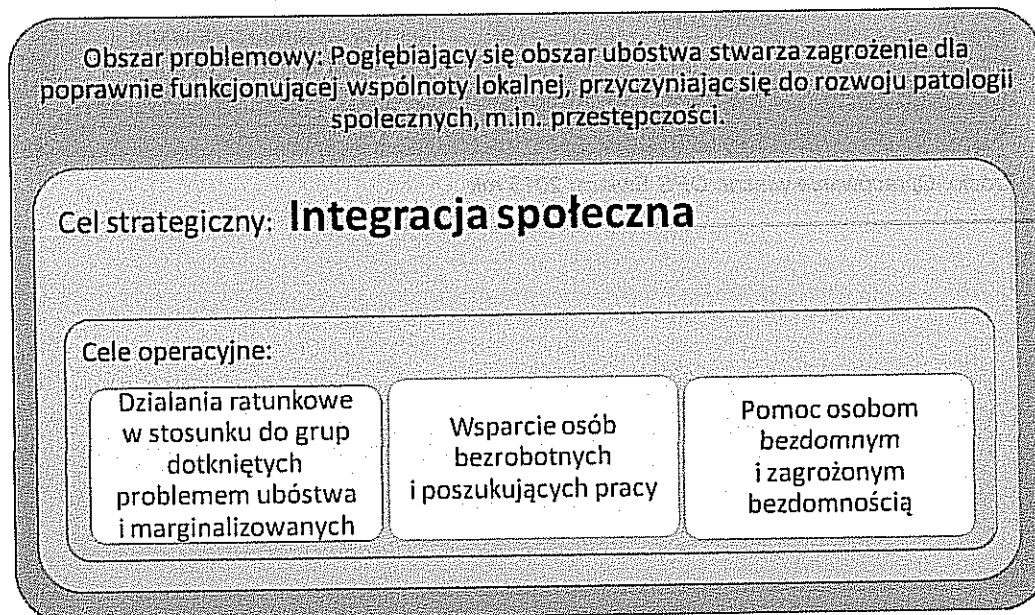 Obszar problemowy: Pogłębiający się obszar ubóstwa stwarza zagrożenie dla
poprawnie funkcjonującej wspólnoty lokalnej, przyczyniając się do rozwoju patologii
społecznych, m.in. przestępczości.
Cel strategiczny: Integracja społeczna
Cele operacyjne:
Działania ratunkowe
w stosunku do grup
dotkniętych
problemem ubóstwa
i marginalizowanych
Wsparcie osób
bezrobotnych
i poszukujących pracy
Pomoc osobom
bezdomnym
i zagrożonym
bezdomnością